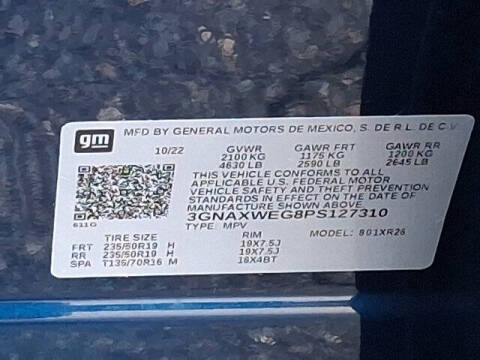 gm MFD BY GENERAL MOTORS DE MEXICO, S. DE R.L. DE C.V.
10/22 GVWR GAWR FRT GAWR RR
2100 KG 1175 KG 1200 KG
4630 LB 2590 LB 2645 LB
THIS VEHICLE CONFORMS TO ALL
APPLICABLE U.S. FEDERAL MOTOR
VEHICLE SAFETY AND THEFT PREVENTION
STANDARDS IN EFFECT ON THE DATE OF
MANUFACTURE SHOWN ABOVE.
3GNAXWEG8PS127310
611G TYPE: MPV
TIRE SIZE RIM MODEL: 801XR26
FRT 235/50R19 H 19X7.5J
RR 235/50R19 H 19X7.5J
SPA T135/70R16 M 16X4BT